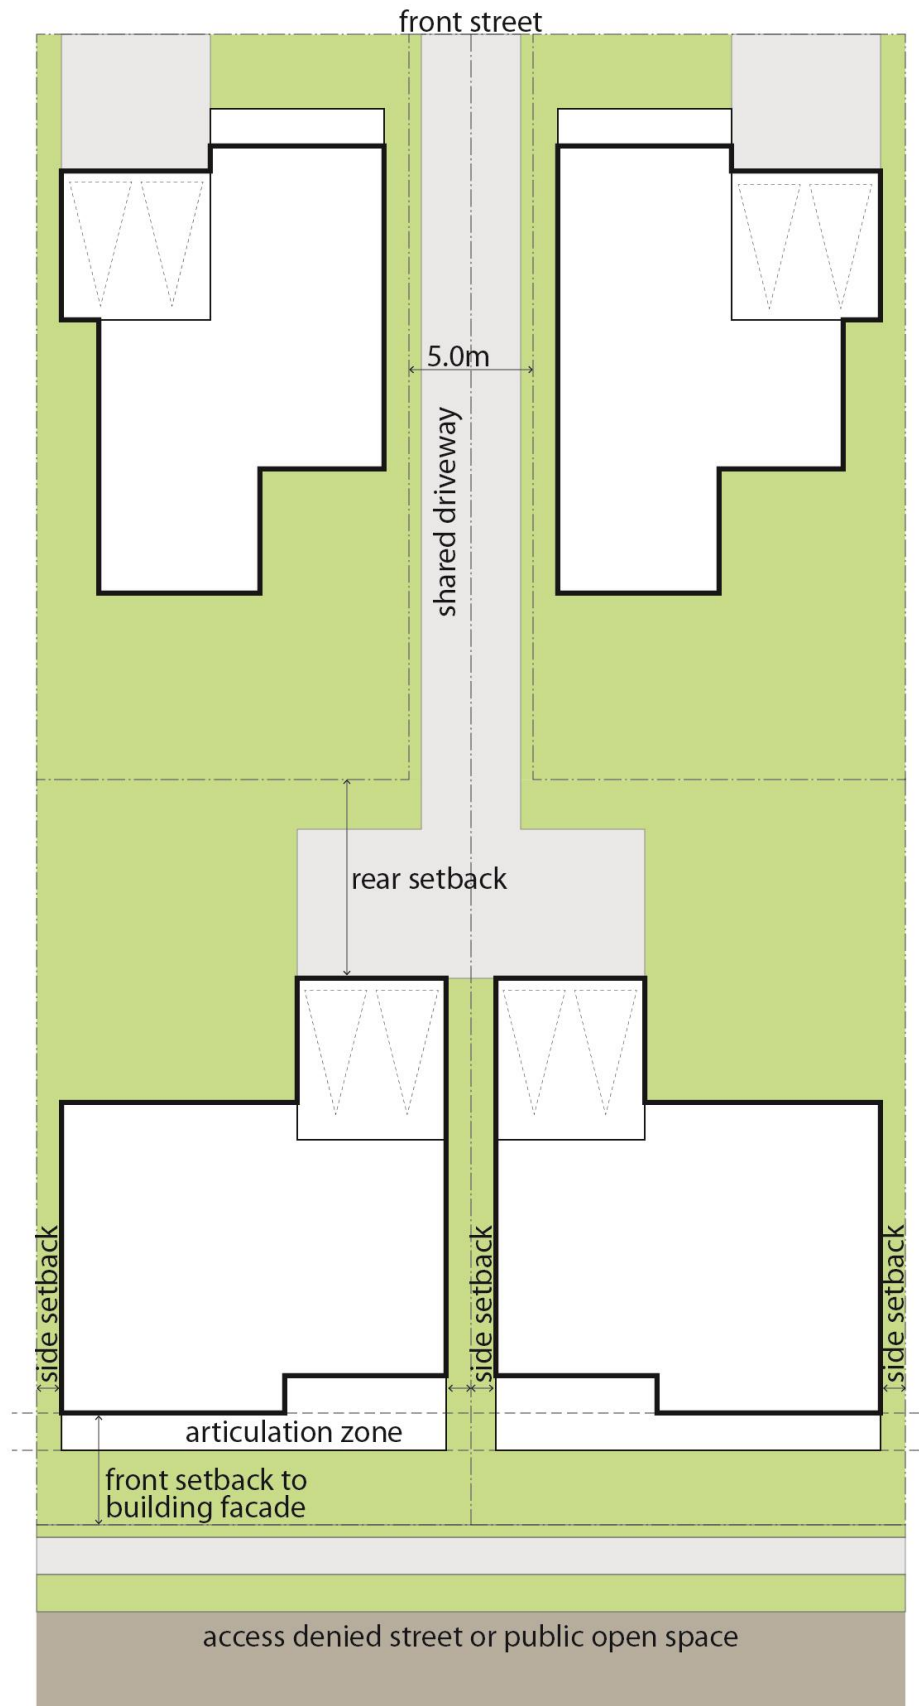 front street
5.0m
shared driveway
rear setback
side setback
side setback
side setback
articulation zone
front setback to
building facade
access denied street or public open space